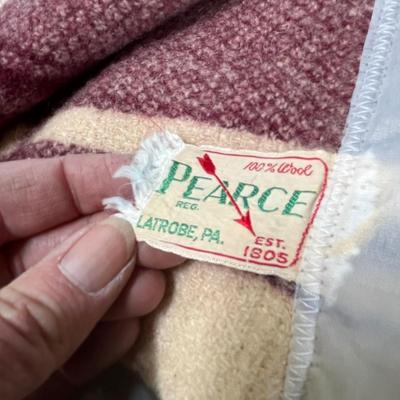 100% Wool
PEARCE
REG.
LATROBE, PA.
EST.
1805